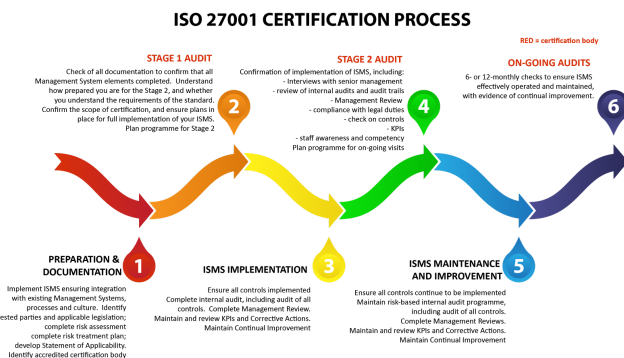 ISO 27001 CERTIFICATION PROCESS
RED = certification body
STAGE 1 AUDIT
Check of all documentation to confirm that all
Management System elements completed. Understand
how prepared you are for the Stage 2, and whether
you understand the requirements of the standard.
Confirm the scope of certification, and ensure plans in
place for full implementation of your ISMS.
Plan programme for Stage 2
2
STAGE 2 AUDIT
Confirmation of implementation of ISMS, including:
- Interviews with senior management
- review of internal audits and audit trails
- Management Review
- compliance with legal duties
- check on controls
- KPIs
- staff awareness and competency
Plan programme for on-going visits
4
ON-GOING AUDITS
6- or 12-monthly checks to ensure ISMS
effectively operated and maintained,
with evidence of continual improvement.
6
PREPARATION &
DOCUMENTATION
1
Implement ISMS ensuring integration
with existing Management Systems,
processes and culture. Identify
ested parties and applicable legislation;
complete risk assessment
complete risk treatment plan;
develop Statement of Applicability.
Identify accredited certification body
ISMS IMPLEMENTATION
3
Ensure all controls implemented
Complete internal audit, including audit of all
controls. Complete Management Review.
Maintain and review KPIs and Corrective Actions.
Maintain Continual Improvement
ISMS MAINTENANCE
AND IMPROVEMENT
5
Ensure all controls continue to be implemented
Maintain risk-based internal audit programme,
including audit of all controls.
Complete Management Reviews.
Maintain and review KPIs and Corrective Actions.
Maintain Continual Improvement